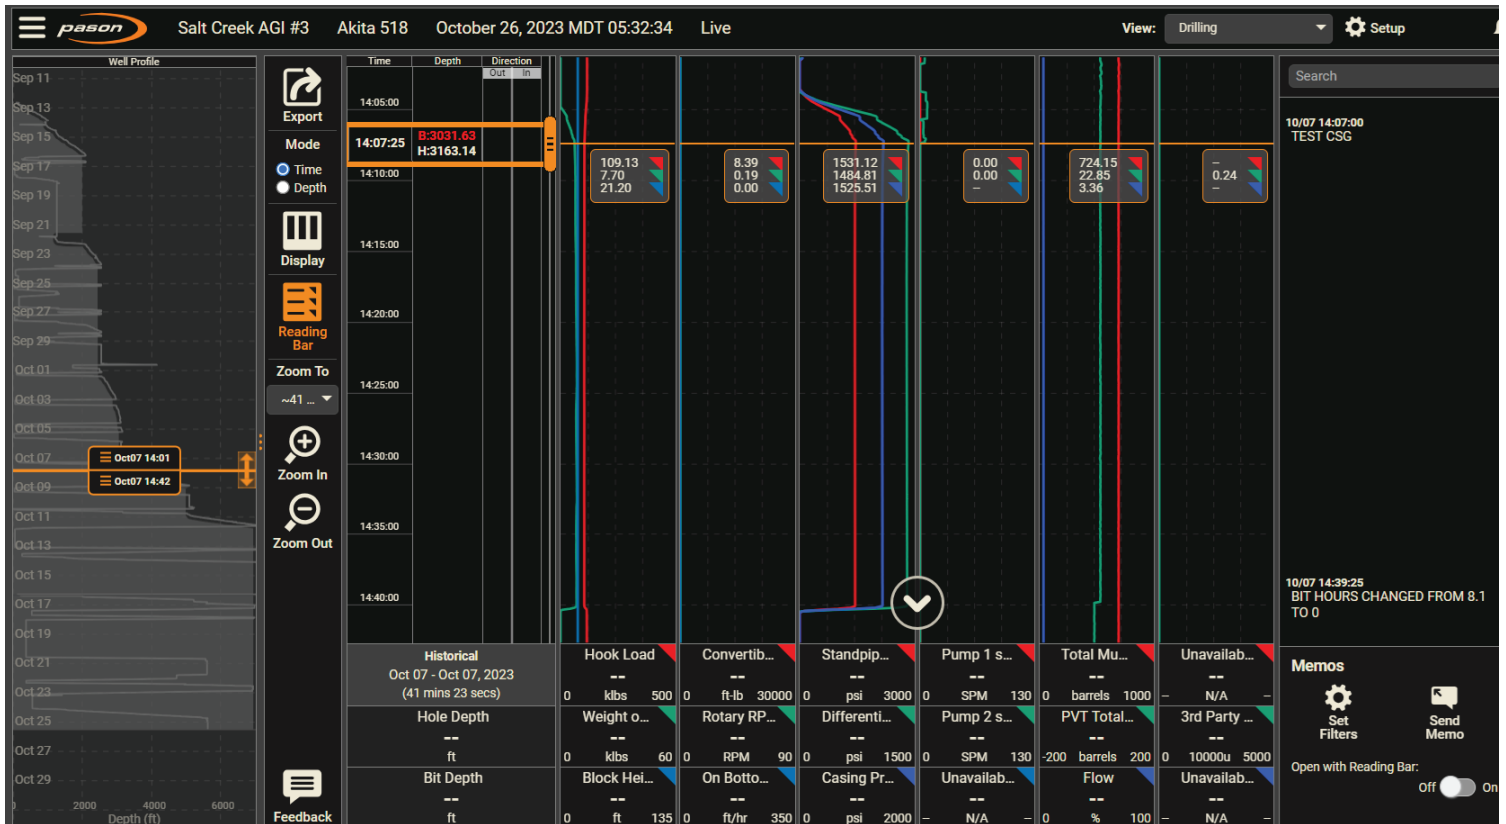 pason
Salt Creek AGI #3
Akita 518
October 26, 2023 MDT 05:32:34
Live
View:
Drilling
Setup
Well Profile
Sep 11
Sep 13
Sep 15
Sep 17
Sep 19
Sep 21
Sep 23
Sep 25
Sep 27
Sep 29
Oct 01
Oct 03
Oct 05
Oct 07
Oct07 14:01
Oct07 14:42
Oct 09
Oct 11
Oct 13
Oct 15
Oct 17
Oct 19
Oct 21
Oct 23
Oct 25
Oct 27
Oct 29
2000 4000 6000
Depth (ft)
Export
Mode
Time
Depth
Display
Reading
Bar
Zoom To
~41 ...
Zoom In
Zoom Out
Feedback
Time Depth Direction
Out In
14:05:00
14:07:25 B:3031.63
H:3163.14
14:10:00
14:15:00
14:20:00
14:25:00
14:30:00
14:35:00
14:40:00
109.13
7.70
21.20
8.39
0.19
0.00
1531.12
1484.81
1525.51
0.00
0.00
–
724.15
22.85
3.36
–
0.24
–
Historical
Oct 07 - Oct 07, 2023
(41 mins 23 secs)
Hole Depth
--
ft
Bit Depth
--
ft
Hook Load
--
0 klbs 500
Weight o...
--
0 klbs 60
Block Hei...
--
0 ft 135
Convertib...
--
0 ft-lb 30000
Rotary RP...
--
0 RPM 90
On Botto...
--
0 ft/hr 350
Standpip...
--
0 psi 3000
Differenti...
--
0 psi 1500
Casing Pr...
--
0 psi 2000
Pump 1 s...
--
0 SPM 130
Pump 2 s...
--
0 SPM 130
Unavailab...
--
– N/A –
Total Mu...
--
0 barrels 1000
PVT Total...
--
-200 barrels 200
Flow
--
0 % 100
Unavailab...
--
– N/A –
3rd Party ...
--
0 10000u 5000
Unavailab...
--
– N/A –
Search
10/07 14:07:00
TEST CSG
10/07 14:39:25
BIT HOURS CHANGED FROM 8.1
TO 0
Memos
Set
Filters
Send
Memo
Open with Reading Bar:
Off On